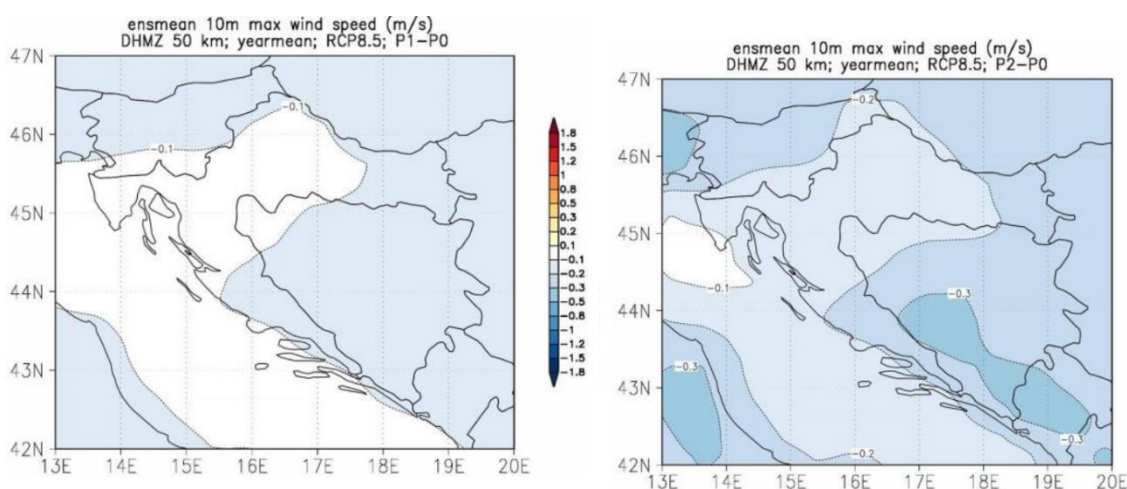 ensmean 10m max wind speed (m/s)
DHMZ 50 km; yearmean; RCP8.5; P1-P0
47N
46N
45N
44N
43N
42N
13E 14E 15E 16E 17E 18E 19E 20E
-0.1
-0.1
1.8
1.5
1.2
1
0.8
0.5
0.3
0.2
0.1
-0.1
-0.2
-0.3
-0.5
-0.8
-1
-1.2
-1.5
-1.8
ensmean 10m max wind speed (m/s)
DHMZ 50 km; yearmean; RCP8.5; P2-P0
47N
46N
45N
44N
43N
42N
13E 14E 15E 16E 17E 18E 19E 20E
-0.2
-0.1
-0.3
-0.3
-0.3
-0.2